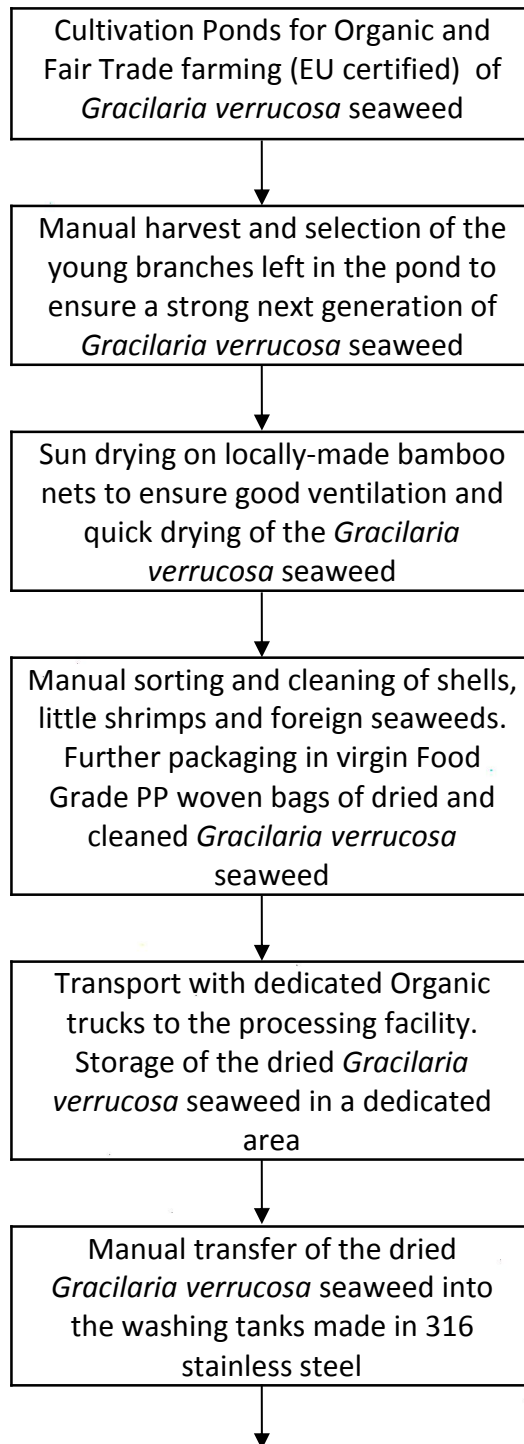 Cultivation Ponds for Organic and
Fair Trade farming (EU certified)  of
Gracilaria verrucosa seaweed
Manual harvest and selection of the
young branches left in the pond to
ensure a strong next generation of
Gracilaria verrucosa seaweed
Sun drying on locally-made bamboo
nets to ensure good ventilation and
quick drying of the Gracilaria
verrucosa seaweed
Manual sorting and cleaning of shells,
little shrimps and foreign seaweeds.
Further packaging in virgin Food
Grade PP woven bags of dried and
cleaned Gracilaria verrucosa
seaweed
Transport with dedicated Organic
trucks to the processing facility.
Storage of the dried Gracilaria
verrucosa seaweed in a dedicated
area
Manual transfer of the dried
Gracilaria verrucosa seaweed into
the washing tanks made in 316
stainless steel